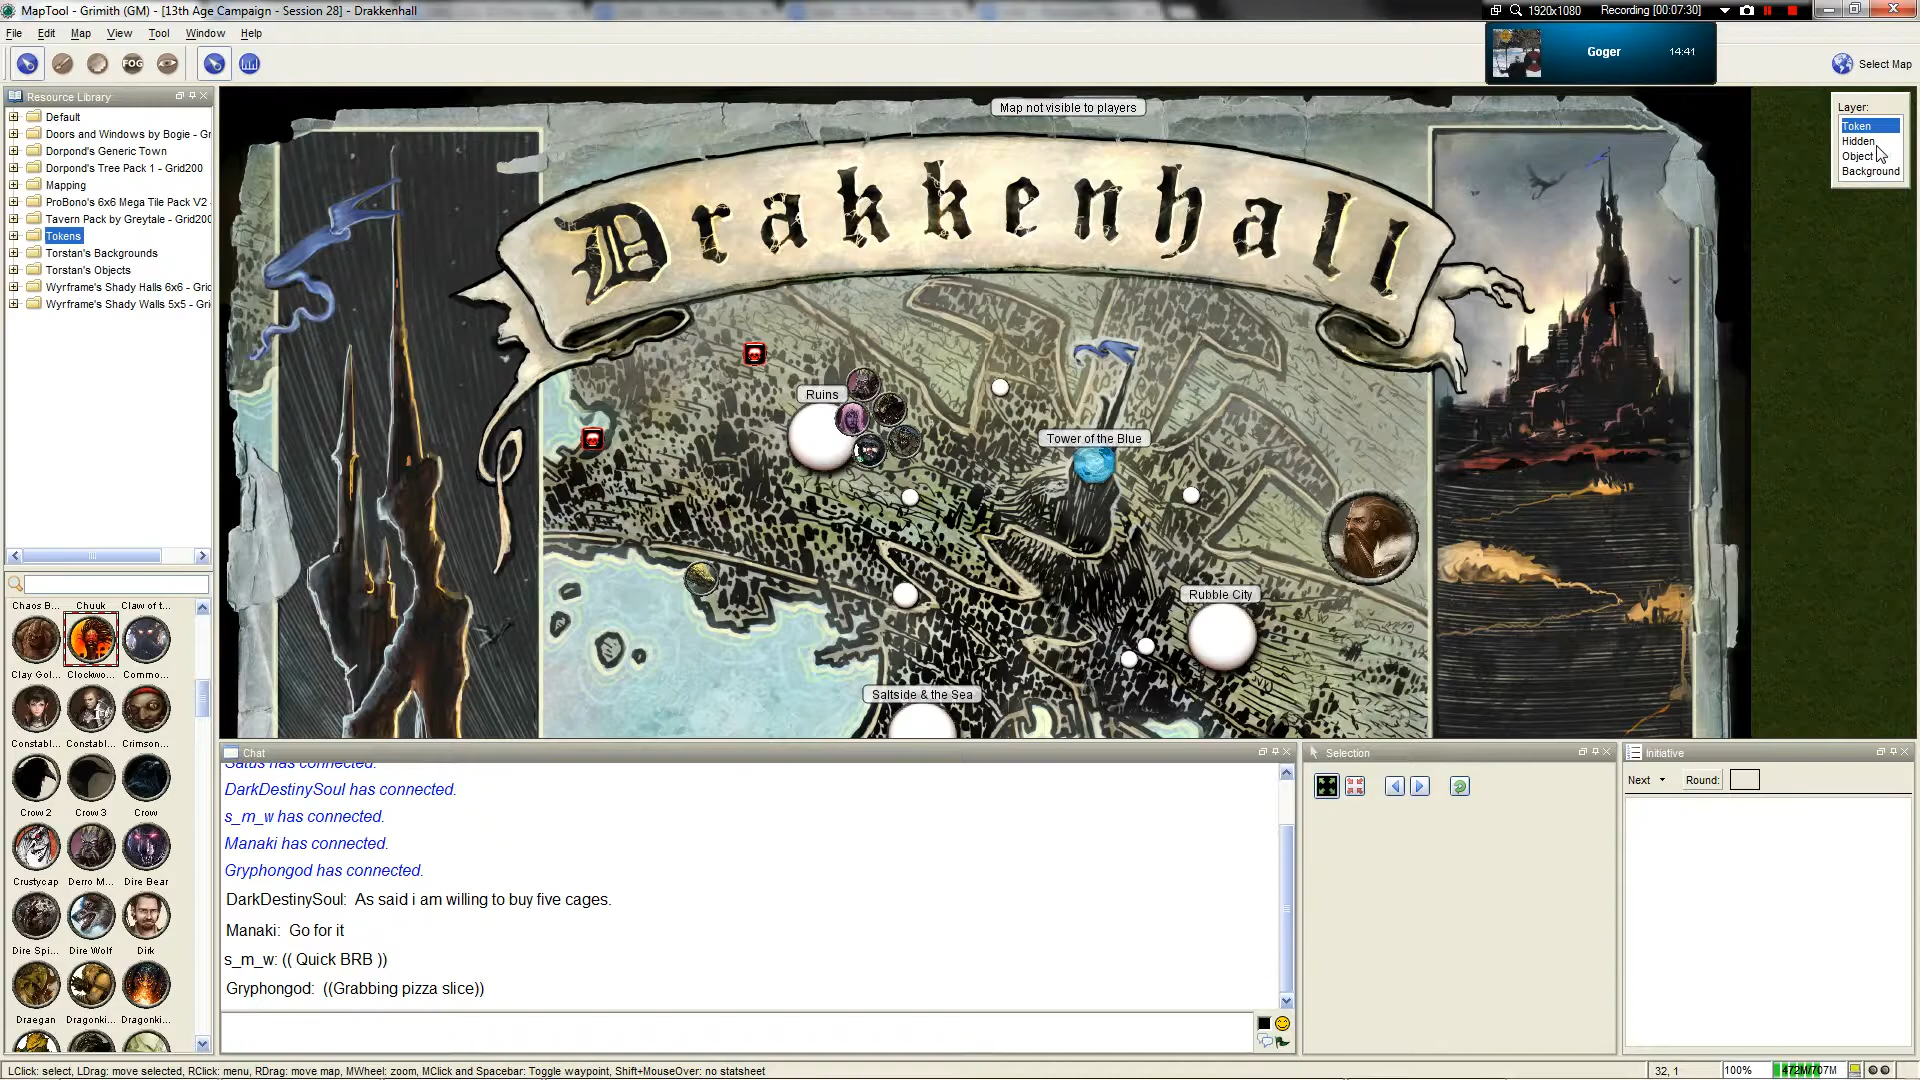 MapTool - Grimith (GM) - [13th Age Campaign - Session 28] - Drakkenhall
1920x1080
Recording [00:07:30]
File Edit Map View Tool Window Help
Goger 14:41
FOG
Select Map
Resource Library
Default
Doors and Windows by Bogie - Gr
Dorpond's Generic Town
Dorpond's Tree Pack 1 - Grid200
Mapping
ProBono's 6x6 Mega Tile Pack V2
Tavern Pack by Greytale - Grid200
Tokens
Torstan's Backgrounds
Torstan's Objects
Wyrframe's Shady Halls 6x6 - Gri
Wyrframe's Shady Walls 5x5 - Gri
Map not visible to players
Layer:
Token
Hidden
Object
Background
Drakkenhall
Ruins
Tower of the Blue
Rubble City
Saltside & the Sea
Chaos B... Chuuk Claw of t...
Clay Gol... Clockwo... Commo...
Constabl... Constabl... Crimson...
Crow 2 Crow 3 Crow
Crustycap Derro M... Dire Bear
Dire Spi... Dire Wolf Dirk
Draegan Dragonki... Dragonki...
Chat
Satus has connected.
DarkDestinySoul has connected.
s_m_w has connected.
Manaki has connected.
Gryphongod has connected.
DarkDestinySoul: As said i am willing to buy five cages.
Manaki: Go for it
s_m_w: (( Quick BRB ))
Gryphongod: ((Grabbing pizza slice))
Selection
Initiative
Next Round:
LClick: select, LDrag: move selected, RClick: menu, RDrag: move map, MWheel: zoom, MClick and Spacebar: Toggle waypoint, Shift+MouseOver: no statsheet
32, 1
100%
472M/707M